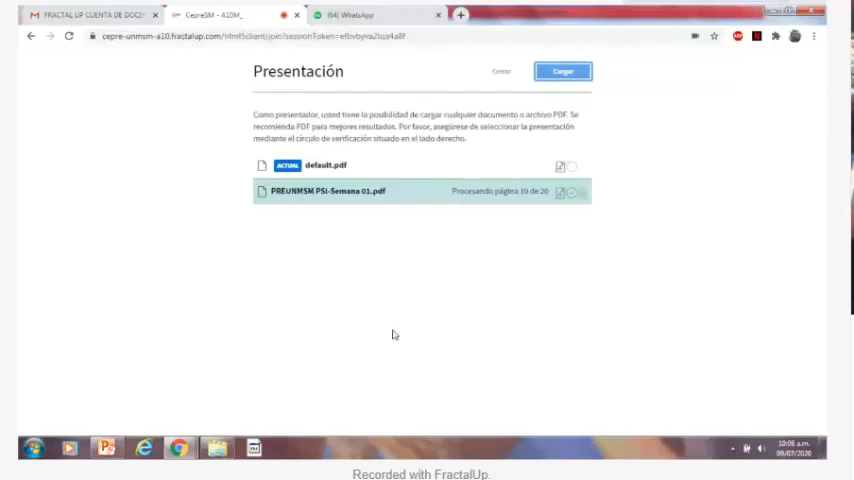 FRACTAL UP CUENTA DE DOCE
CepreSM - A10M_
(64) WhatsApp
cepre-unmsm-a10.fractalup.com/html5client/join?sessionToken=
Presentación
Cerrar
Cargar
Como presentador, usted tiene la posibilidad de cargar cualquier documento o archivo PDF. Se
recomienda PDF para mejores resultados. Por favor, asegúrese de seleccionar la presentación
mediante el círculo de verificación situado en el lado derecho.
ACTUAL default.pdf
PREUNMSM PSI-Semana 01.pdf Procesando página 10 de 20
10:08 a.m.
09/07/2020
Recorded with FractalUp.